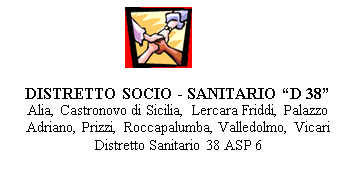 DISTRETTO SOCIO - SANITARIO “D 38”
Alia, Castronovo di Sicilia, Lercara Friddi, Palazzo
Adriano, Prizzi, Roccapalumba, Valledolmo, Vicari
Distretto Sanitario 38 ASP 6